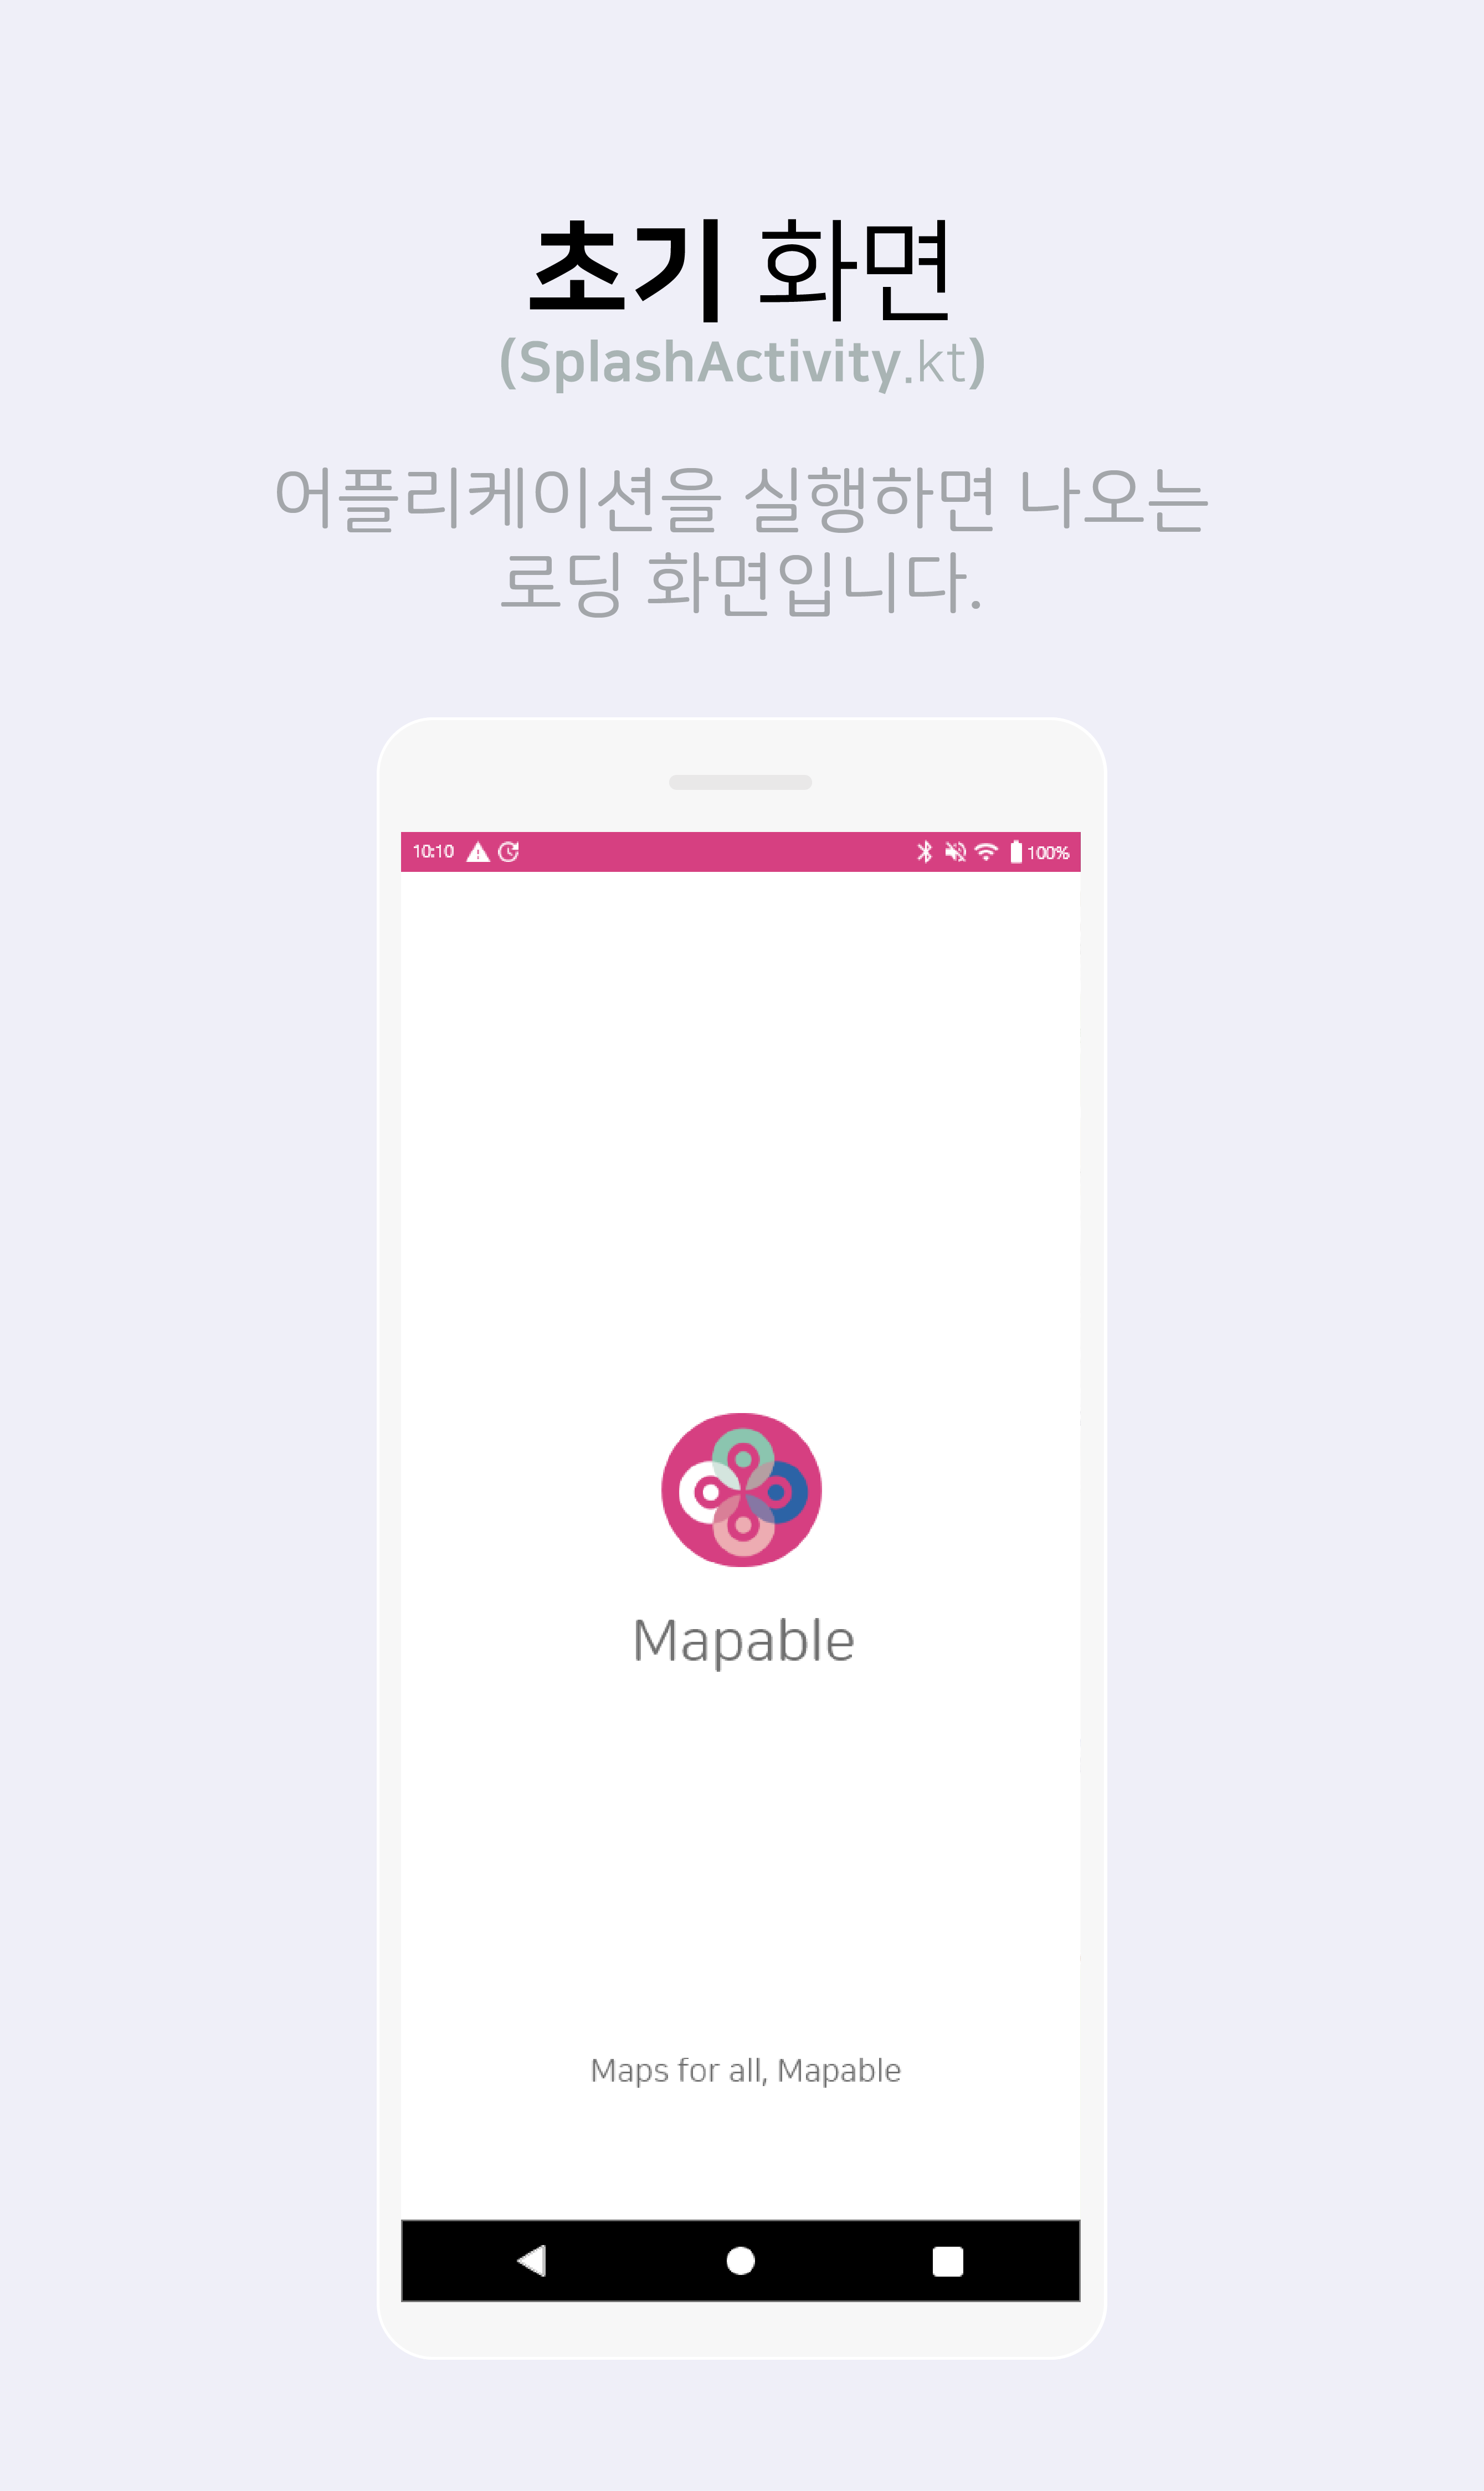 초기 화면
(SplashActivity.kt)
어플리케이션을 실행하면 나오는
로딩 화면입니다.
10:10
100%
Mapable
Maps for all, Mapable